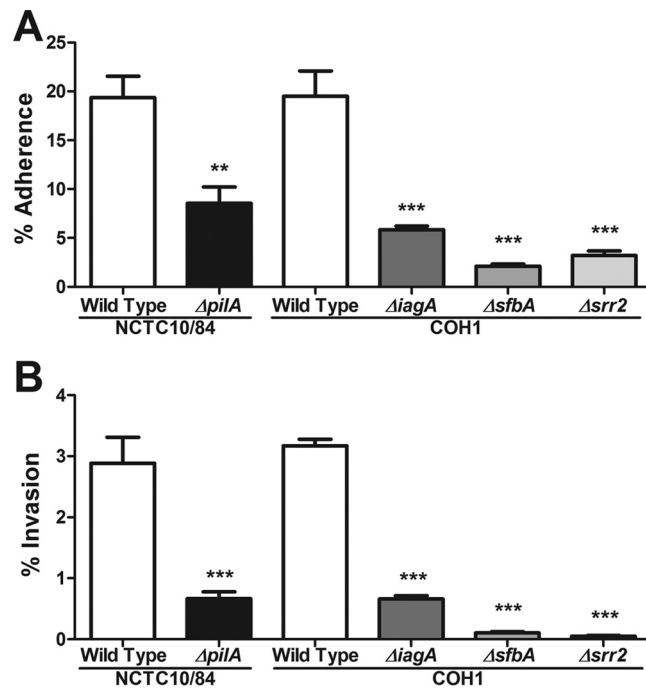 A
% Adherence
25
20
15
10
5
0
**
***
***
***
Wild Type ΔpilA Wild Type ΔiagA ΔsfbA Δsrr2
NCTC10/84 COH1
B
% Invasion
4
3
2
1
0
***
***
***
***
Wild Type ΔpilA Wild Type ΔiagA ΔsfbA Δsrr2
NCTC10/84 COH1